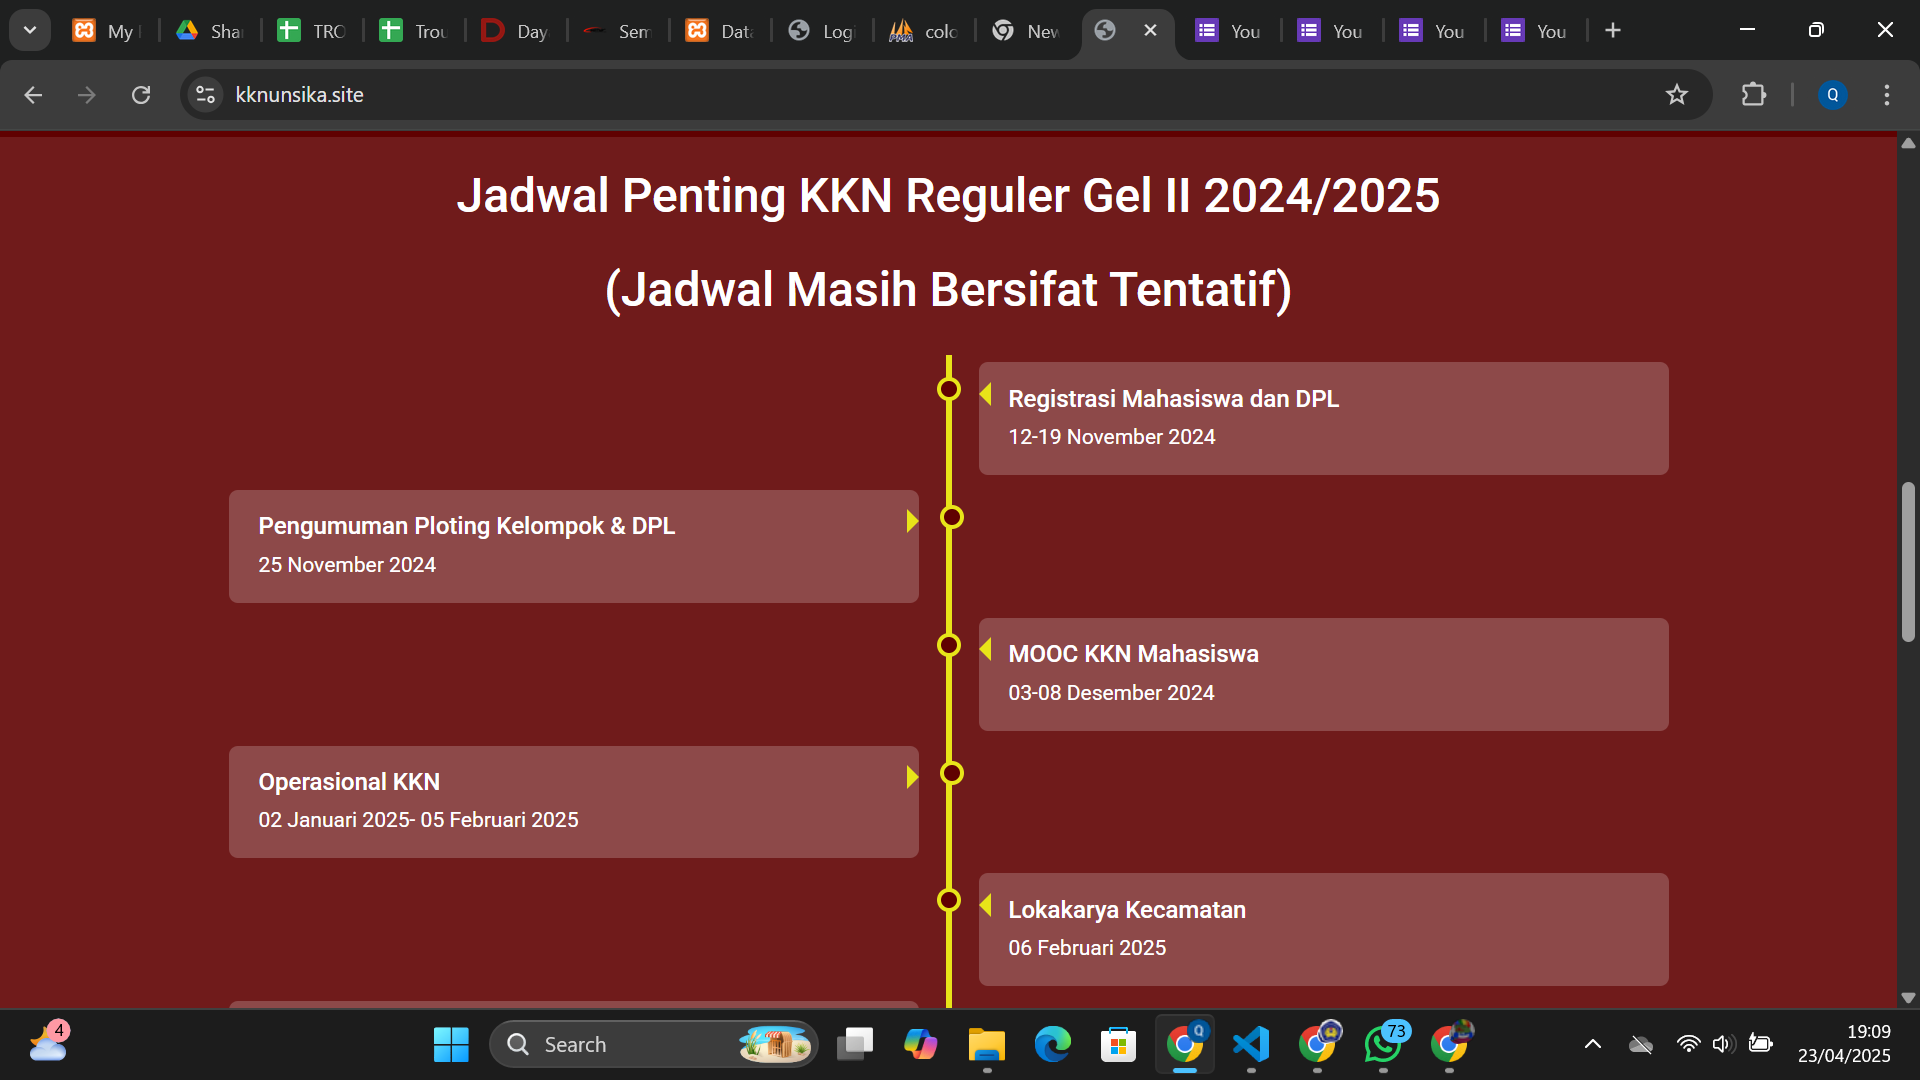 My
Shar
TRO
Trou
Day
Sem
Data
Logi
colo
New
You
You
You
You
kknunsika.site
Q
Jadwal Penting KKN Reguler Gel II 2024/2025
(Jadwal Masih Bersifat Tentatif)
Registrasi Mahasiswa dan DPL
12-19 November 2024
Pengumuman Ploting Kelompok & DPL
25 November 2024
MOOC KKN Mahasiswa
03-08 Desember 2024
Operasional KKN
02 Januari 2025- 05 Februari 2025
Lokakarya Kecamatan
06 Februari 2025
4
Search
Q
73
19:09
23/04/2025